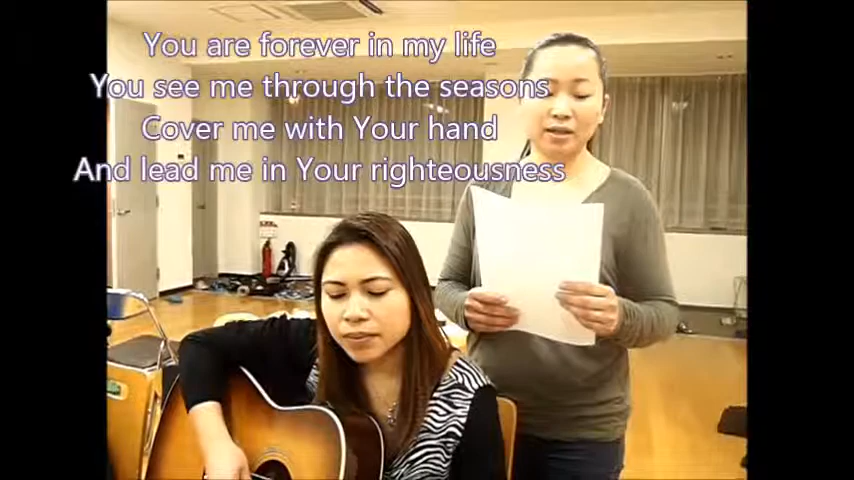 You are forever in my life
You see me through the seasons
Cover me with Your hand
And lead me in Your righteousness